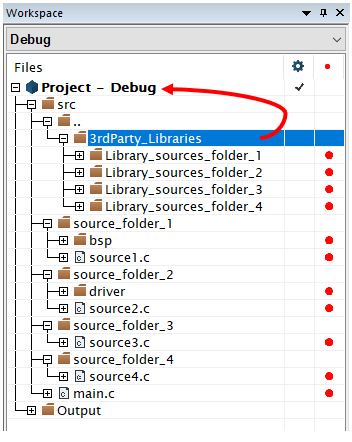 Workspace
Debug
Files
Project - Debug
src
..
3rdParty_Libraries
Library_sources_folder_1
Library_sources_folder_2
Library_sources_folder_3
Library_sources_folder_4
source_folder_1
bsp
source1.c
source_folder_2
driver
source2.c
source_folder_3
source3.c
source_folder_4
source4.c
main.c
Output